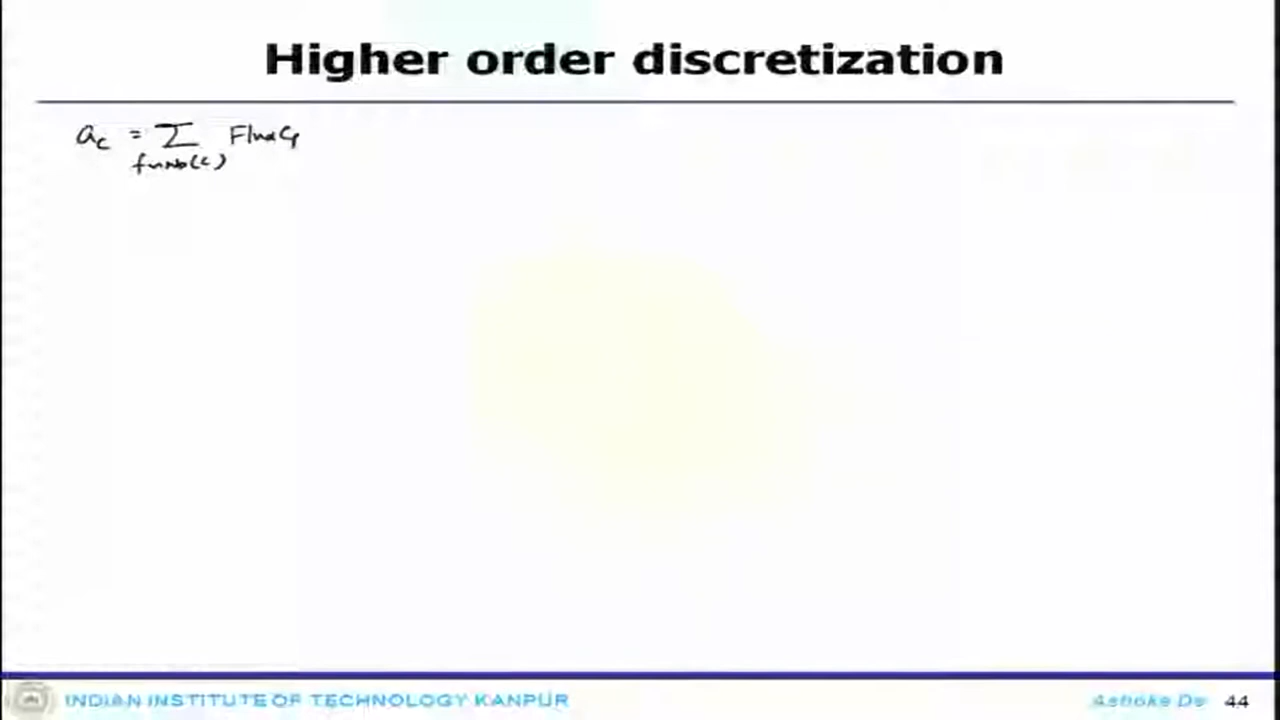 Higher order discretization
a_c = Σ FluxC_f
f~nb(c)
INDIAN INSTITUTE OF TECHNOLOGY KANPUR
Ashoke De 44